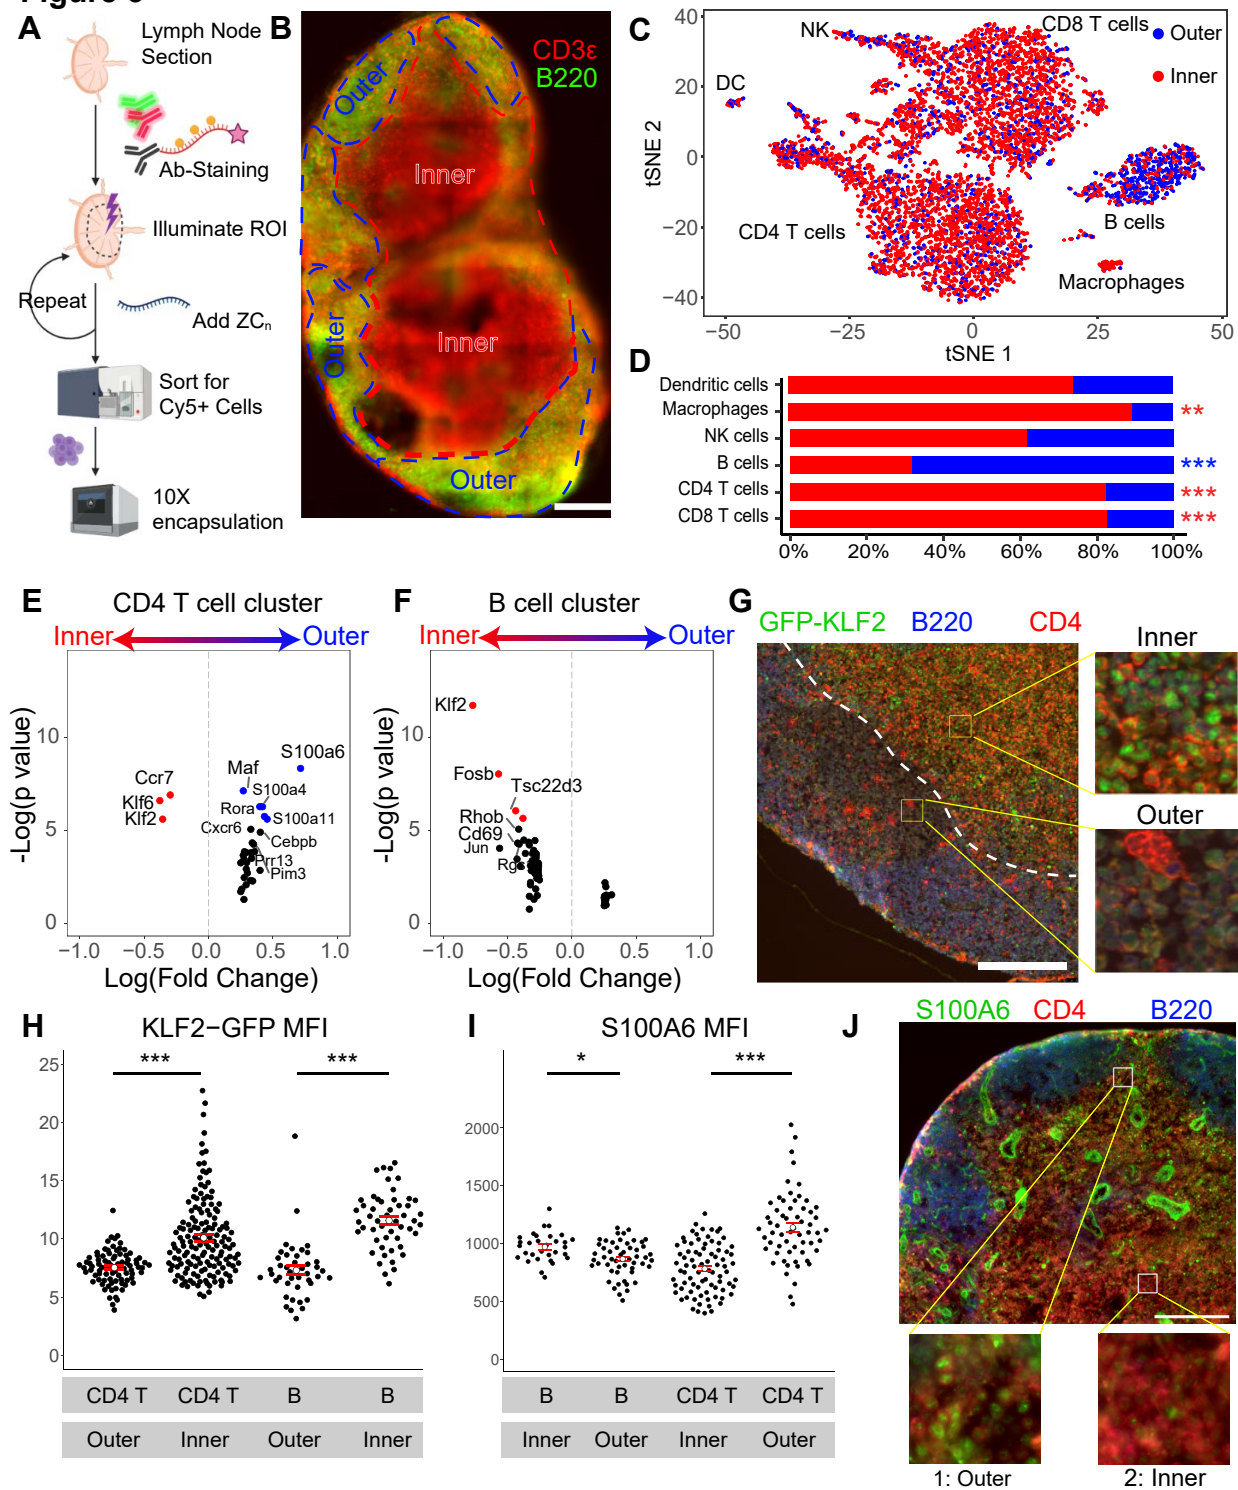 A
Lymph Node
Section
Ab-Staining
Illuminate ROI
Repeat
Add ZCn
Sort for
Cy5+ Cells
10X
encapsulation
B
CD3ε
B220
Outer
Inner
Outer
Inner
Outer
C
NK
CD8 T cells
Outer
Inner
DC
CD4 T cells
B cells
Macrophages
tSNE 2
40
20
0
−20
−40
−50
−25
0
25
50
tSNE 1
D
Dendritic cells
Macrophages
**
NK cells
B cells
***
CD4 T cells
***
CD8 T cells
***
0%
20%
40%
60%
80%
100%
E
CD4 T cell cluster
Inner
Outer
-Log(p value)
10
5
0
S100a6
Maf
Ccr7
S100a4
Klf6
Rora
Klf2
S100a11
Cxcr6
Cebpb
Prr13
Pim3
−1.0
−0.5
0.0
0.5
1.0
Log(Fold Change)
F
B cell cluster
Inner
Outer
-Log(p value)
10
5
0
Klf2
Fosb
Tsc22d3
Rhob
Cd69
Jun
−1.0
−0.5
0.0
0.5
1.0
Log(Fold Change)
G
GFP-KLF2
B220
CD4
Inner
Outer
H
KLF2−GFP MFI
***
***
25
20
15
10
5
0
CD4 T
CD4 T
B
B
Outer
Inner
Outer
Inner
I
S100A6 MFI
*
***
2000
1500
1000
500
0
B
B
CD4 T
CD4 T
Inner
Outer
Inner
Outer
J
S100A6
CD4
B220
1: Outer
2: Inner